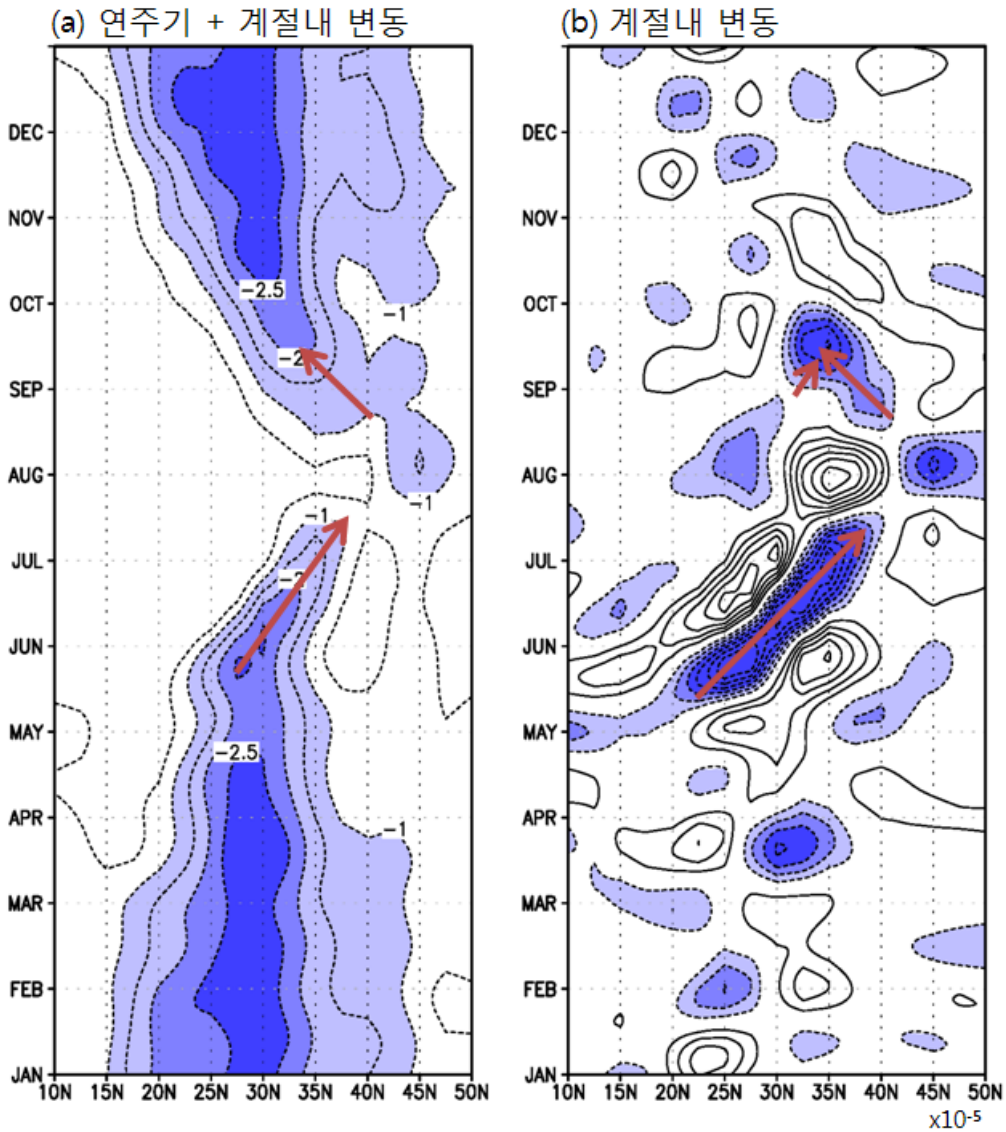 (a) 연주기 + 계절내 변동
(b) 계절내 변동
DEC
NOV
OCT
SEP
AUG
JUL
JUN
MAY
APR
MAR
FEB
JAN
10N 15N 20N 25N 30N 35N 40N 45N 50N
-2.5
-1
-2
-1
-1
-2
-2.5
-1
DEC
NOV
OCT
SEP
AUG
JUL
JUN
MAY
APR
MAR
FEB
JAN
10N 15N 20N 25N 30N 35N 40N 45N 50N
x10-5